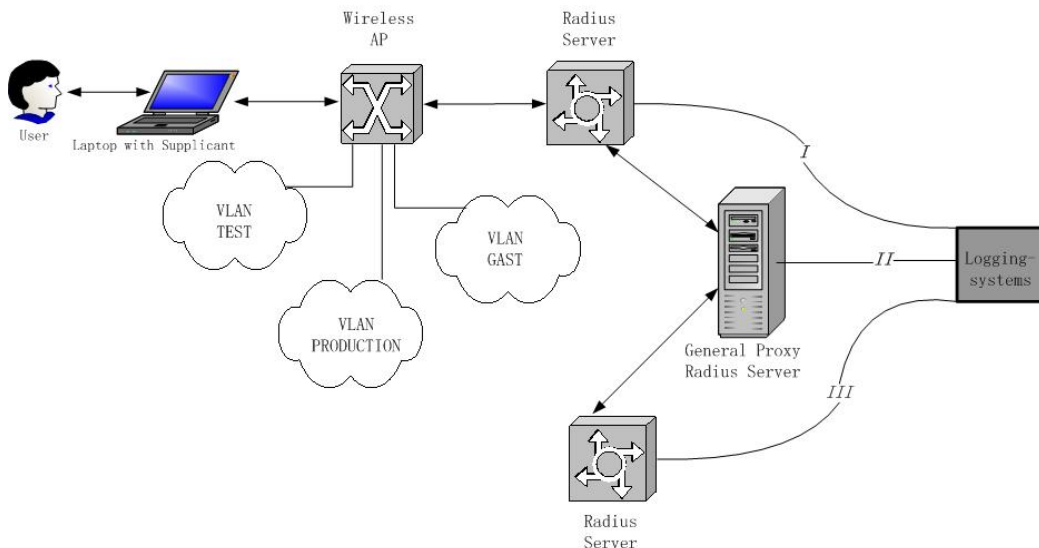 Wireless
AP
Radius
Server
User
Laptop with Supplicant
VLAN
TEST
VLAN
GAST
VLAN
PRODUCTION
I
II
III
Logging-
systems
General Proxy
Radius Server
Radius
Server